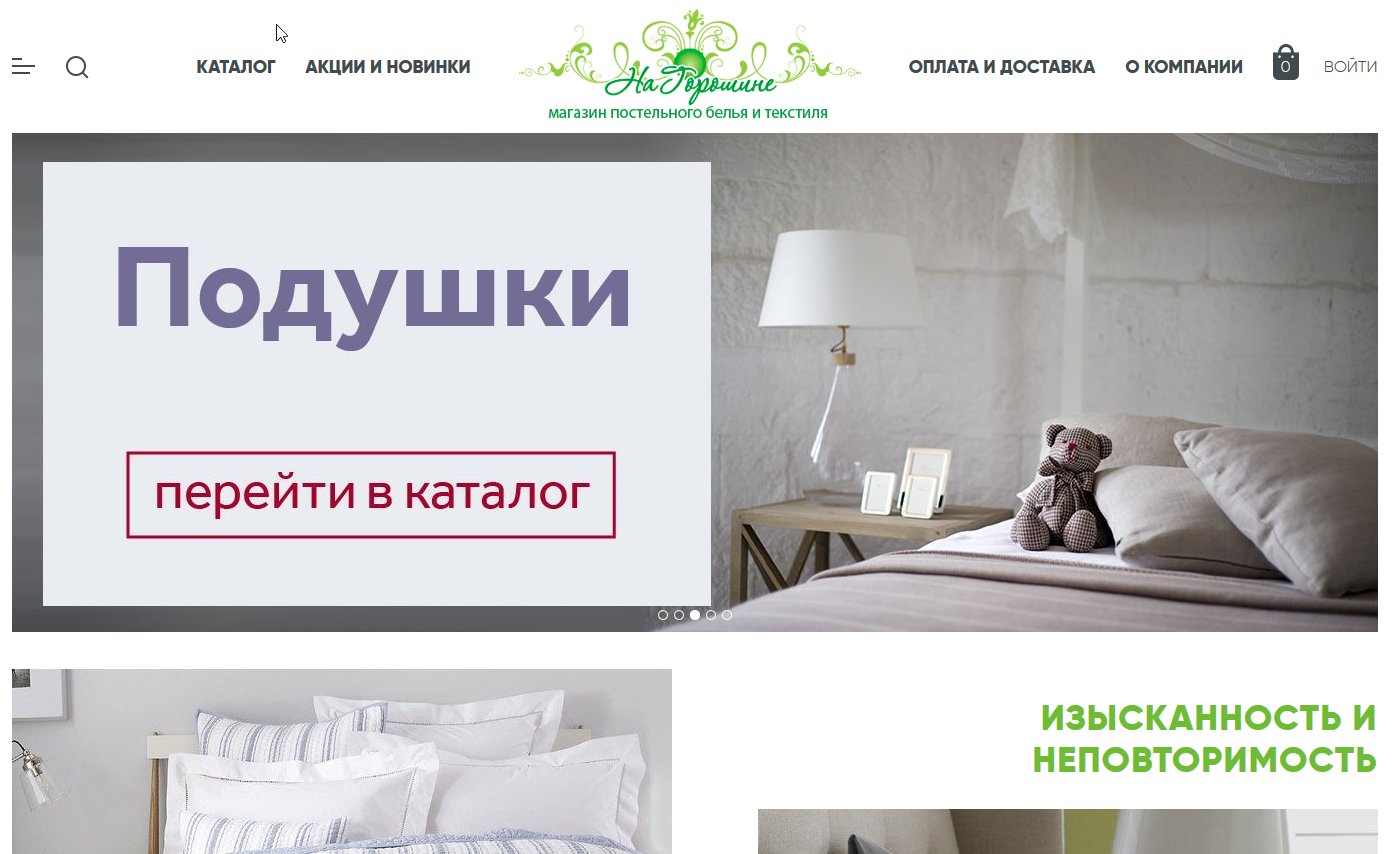 КАТАЛОГ
АКЦИИ И НОВИНКИ
На Горошине
магазин постельного белья и текстиля
ОПЛАТА И ДОСТАВКА
О КОМПАНИИ
0
ВОЙТИ
Подушки
перейти в каталог
ИЗЫСКАННОСТЬ И
НЕПОВТОРИМОСТЬ